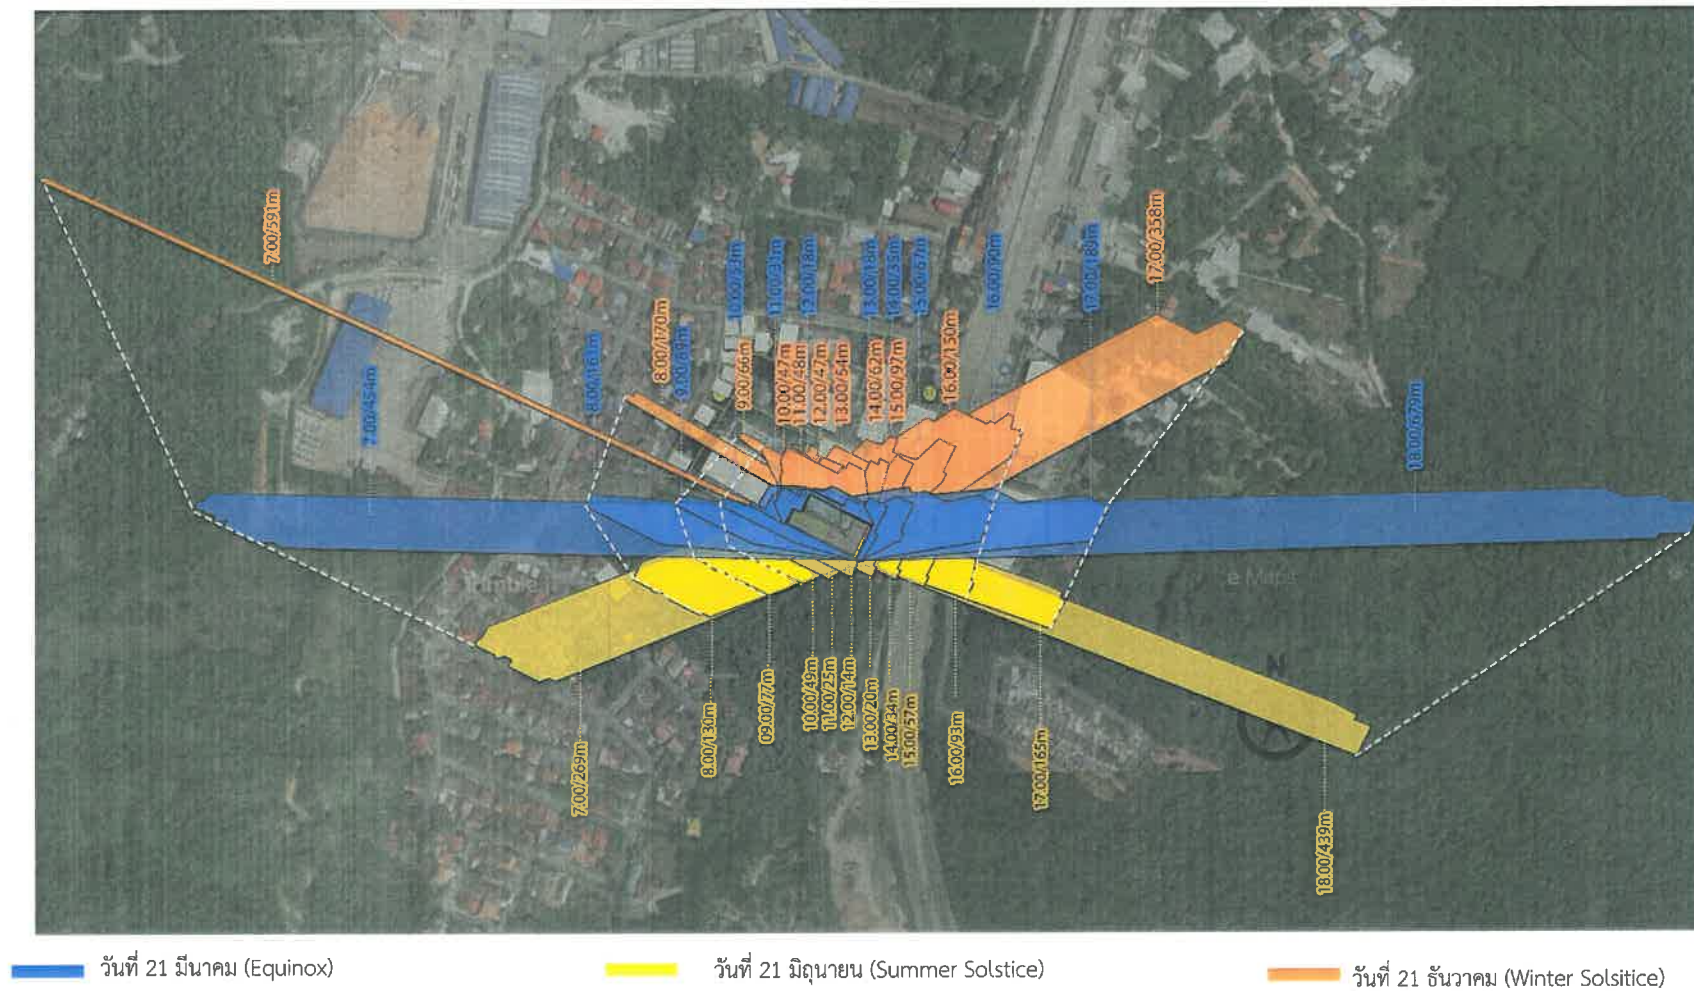 7.00/591m
7.00/454m
18.00/161m
8.00/170m
9.00/89m
10.00/53m
9.00/66m
11.00/33m
12.00/18m
10.00/47m
11.00/48m
12.00/47m
13.00/54m
13.00/18m
14.00/35m
15.00/67m
14.00/62m
15.00/97m
16.00/150m
16.00/90m
17.00/189m
17.00/358m
18.00/679m
e Maps
N
7.00/269m
8.00/130m
09.00/77m
10.00/49m
11.00/25m
12.00/14m
13.00/20m
14.00/34m
15.00/57m
16.00/93m
17.00/165m
18.00/439m
วันที่ 21 มีนาคม (Equinox)
วันที่ 21 มิถุนายน (Summer Solstice)
วันที่ 21 ธันวาคม (Winter Solsitice)